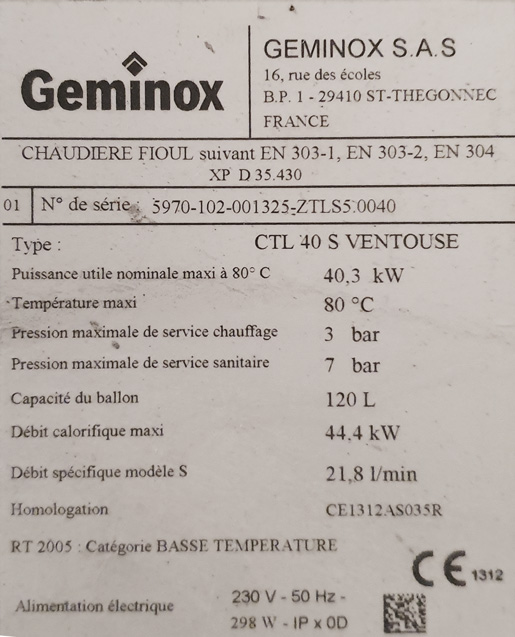 Geminox
GEMINOX S.A.S
16, rue des écoles
B.P. 1 - 29410 ST-THEGONNEC
FRANCE
CHAUDIERE FIOUL suivant EN 303-1, EN 303-2, EN 304
XP D 35.430
01 N° de série : 5970-102-001325-ZTLS5.0040
Type : CTL 40 S VENTOUSE
Puissance utile nominale maxi à 80° C 40,3 kW
Température maxi 80 °C
Pression maximale de service chauffage 3 bar
Pression maximale de service sanitaire 7 bar
Capacité du ballon 120 L
Débit calorifique maxi 44,4 kW
Débit spécifique modèle S 21,8 l/min
Homologation CE1312AS035R
RT 2005 : Catégorie BASSE TEMPERATURE
CE 1312
Alimentation électrique 230 V - 50 Hz -
298 W - IP x 0D